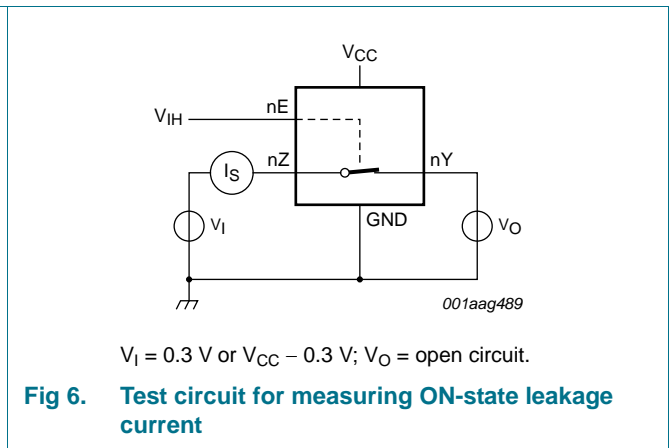 VCC
VIH
nE
IS
nZ
nY
VI
GND
VO
001aag489
VI = 0.3 V or VCC − 0.3 V; VO = open circuit.
Fig 6. Test circuit for measuring ON-state leakage
current